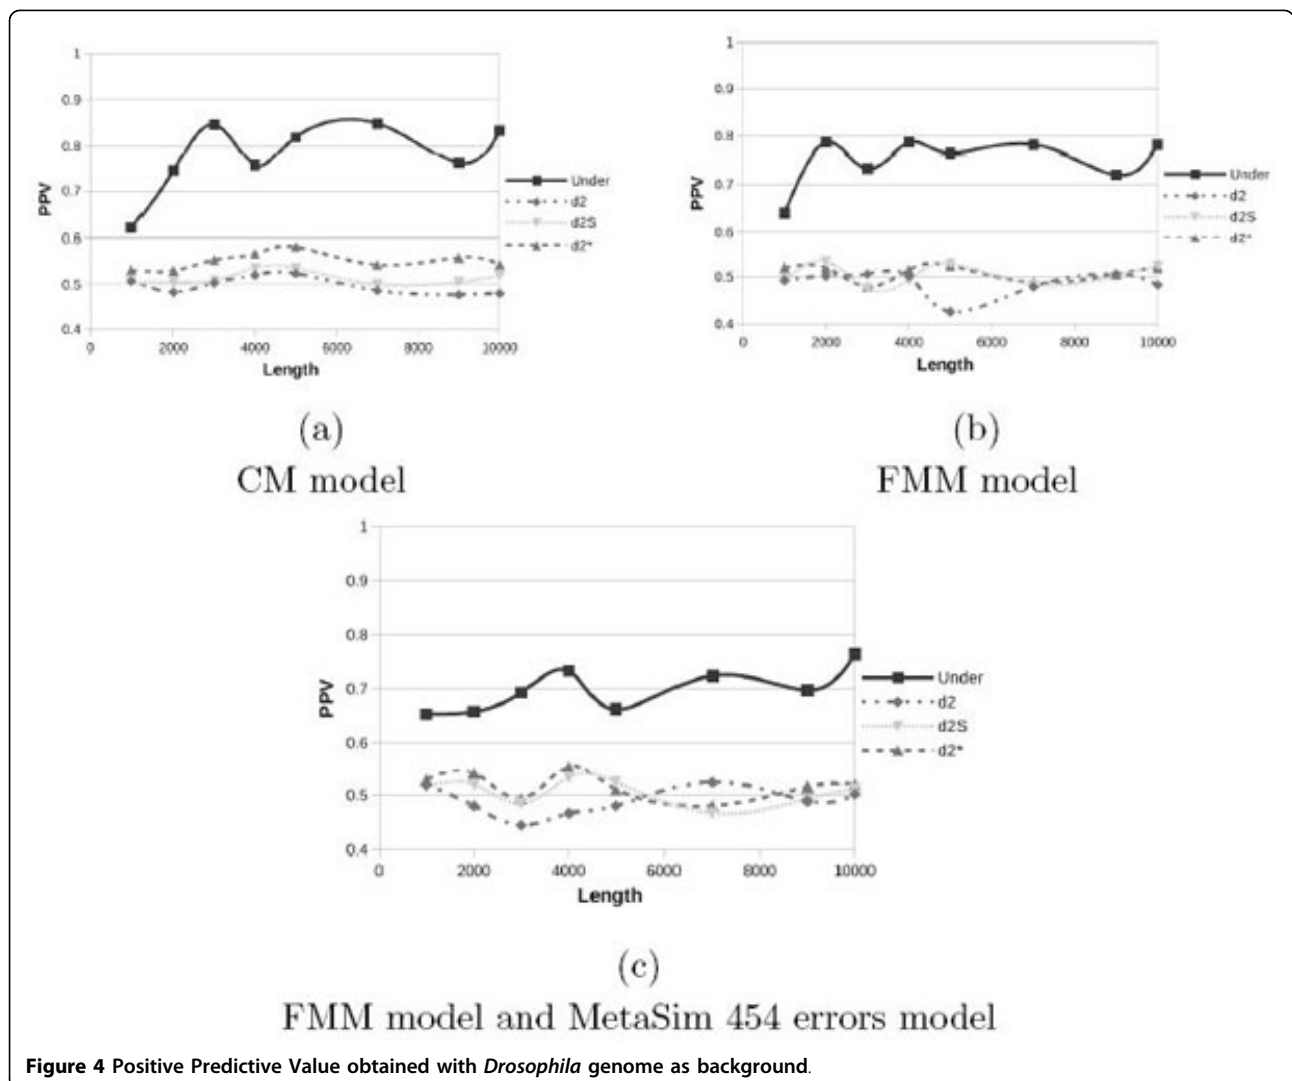 1
0.9
0.8
0.7
0.6
0.5
0.4
PPV
0 2000 4000 6000 8000 10000
Length
Under
d2
d2S
d2*
(a)
CM model
1
0.9
0.8
0.7
0.6
0.5
0.4
PPV
0 2000 4000 6000 8000 10000
Length
Under
d2
d2S
d2*
(b)
FMM model
1
0.9
0.8
0.7
0.6
0.5
0.4
PPV
0 2000 4000 6000 8000 10000
Length
Under
d2
d2S
d2*
(c)
FMM model and MetaSim 454 errors model
Figure 4 Positive Predictive Value obtained with Drosophila genome as background.